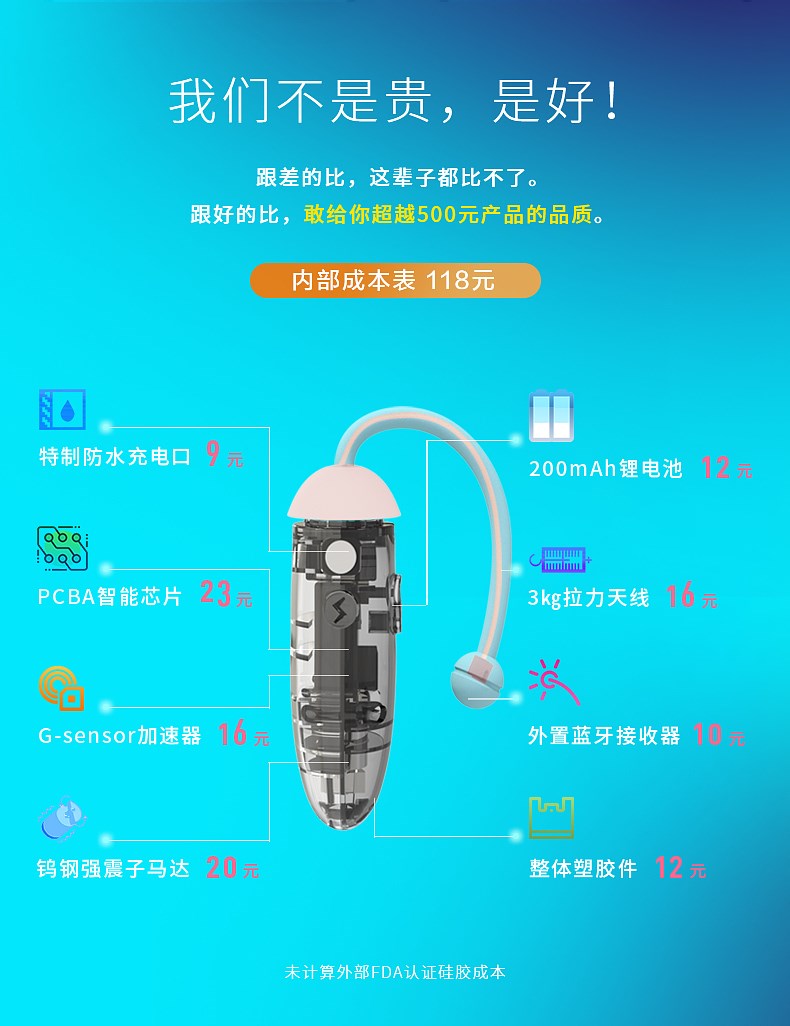 我们不是贵，是好！
跟差的比，这辈子都比不了。
跟好的比，敢给你超越500元产品的品质。
内部成本表 118元
特制防水充电口 9元
200mAh锂电池 12元
PCBA智能芯片 23元
3kg拉力天线 16元
G-sensor加速器 16元
外置蓝牙接收器 10元
钨钢强震子马达 20元
整体塑胶件 12元
未计算外部FDA认证硅胶成本